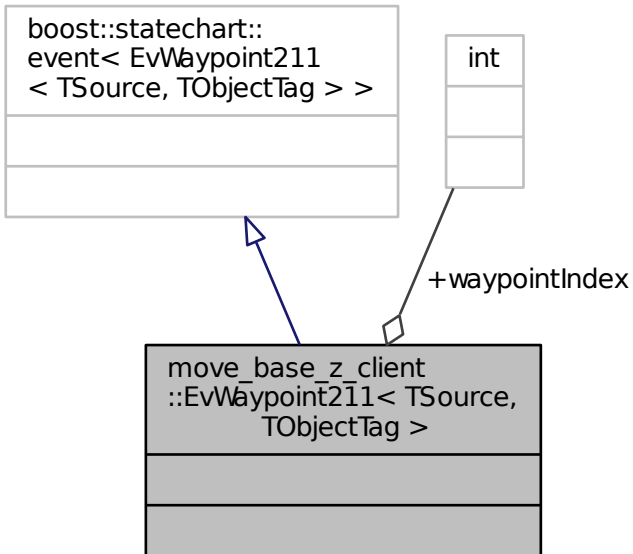 boost::statechart::
event< EvWaypoint211
< TSource, TObjectTag > >
int
+waypointIndex
move_base_z_client
::EvWaypoint211< TSource,
TObjectTag >